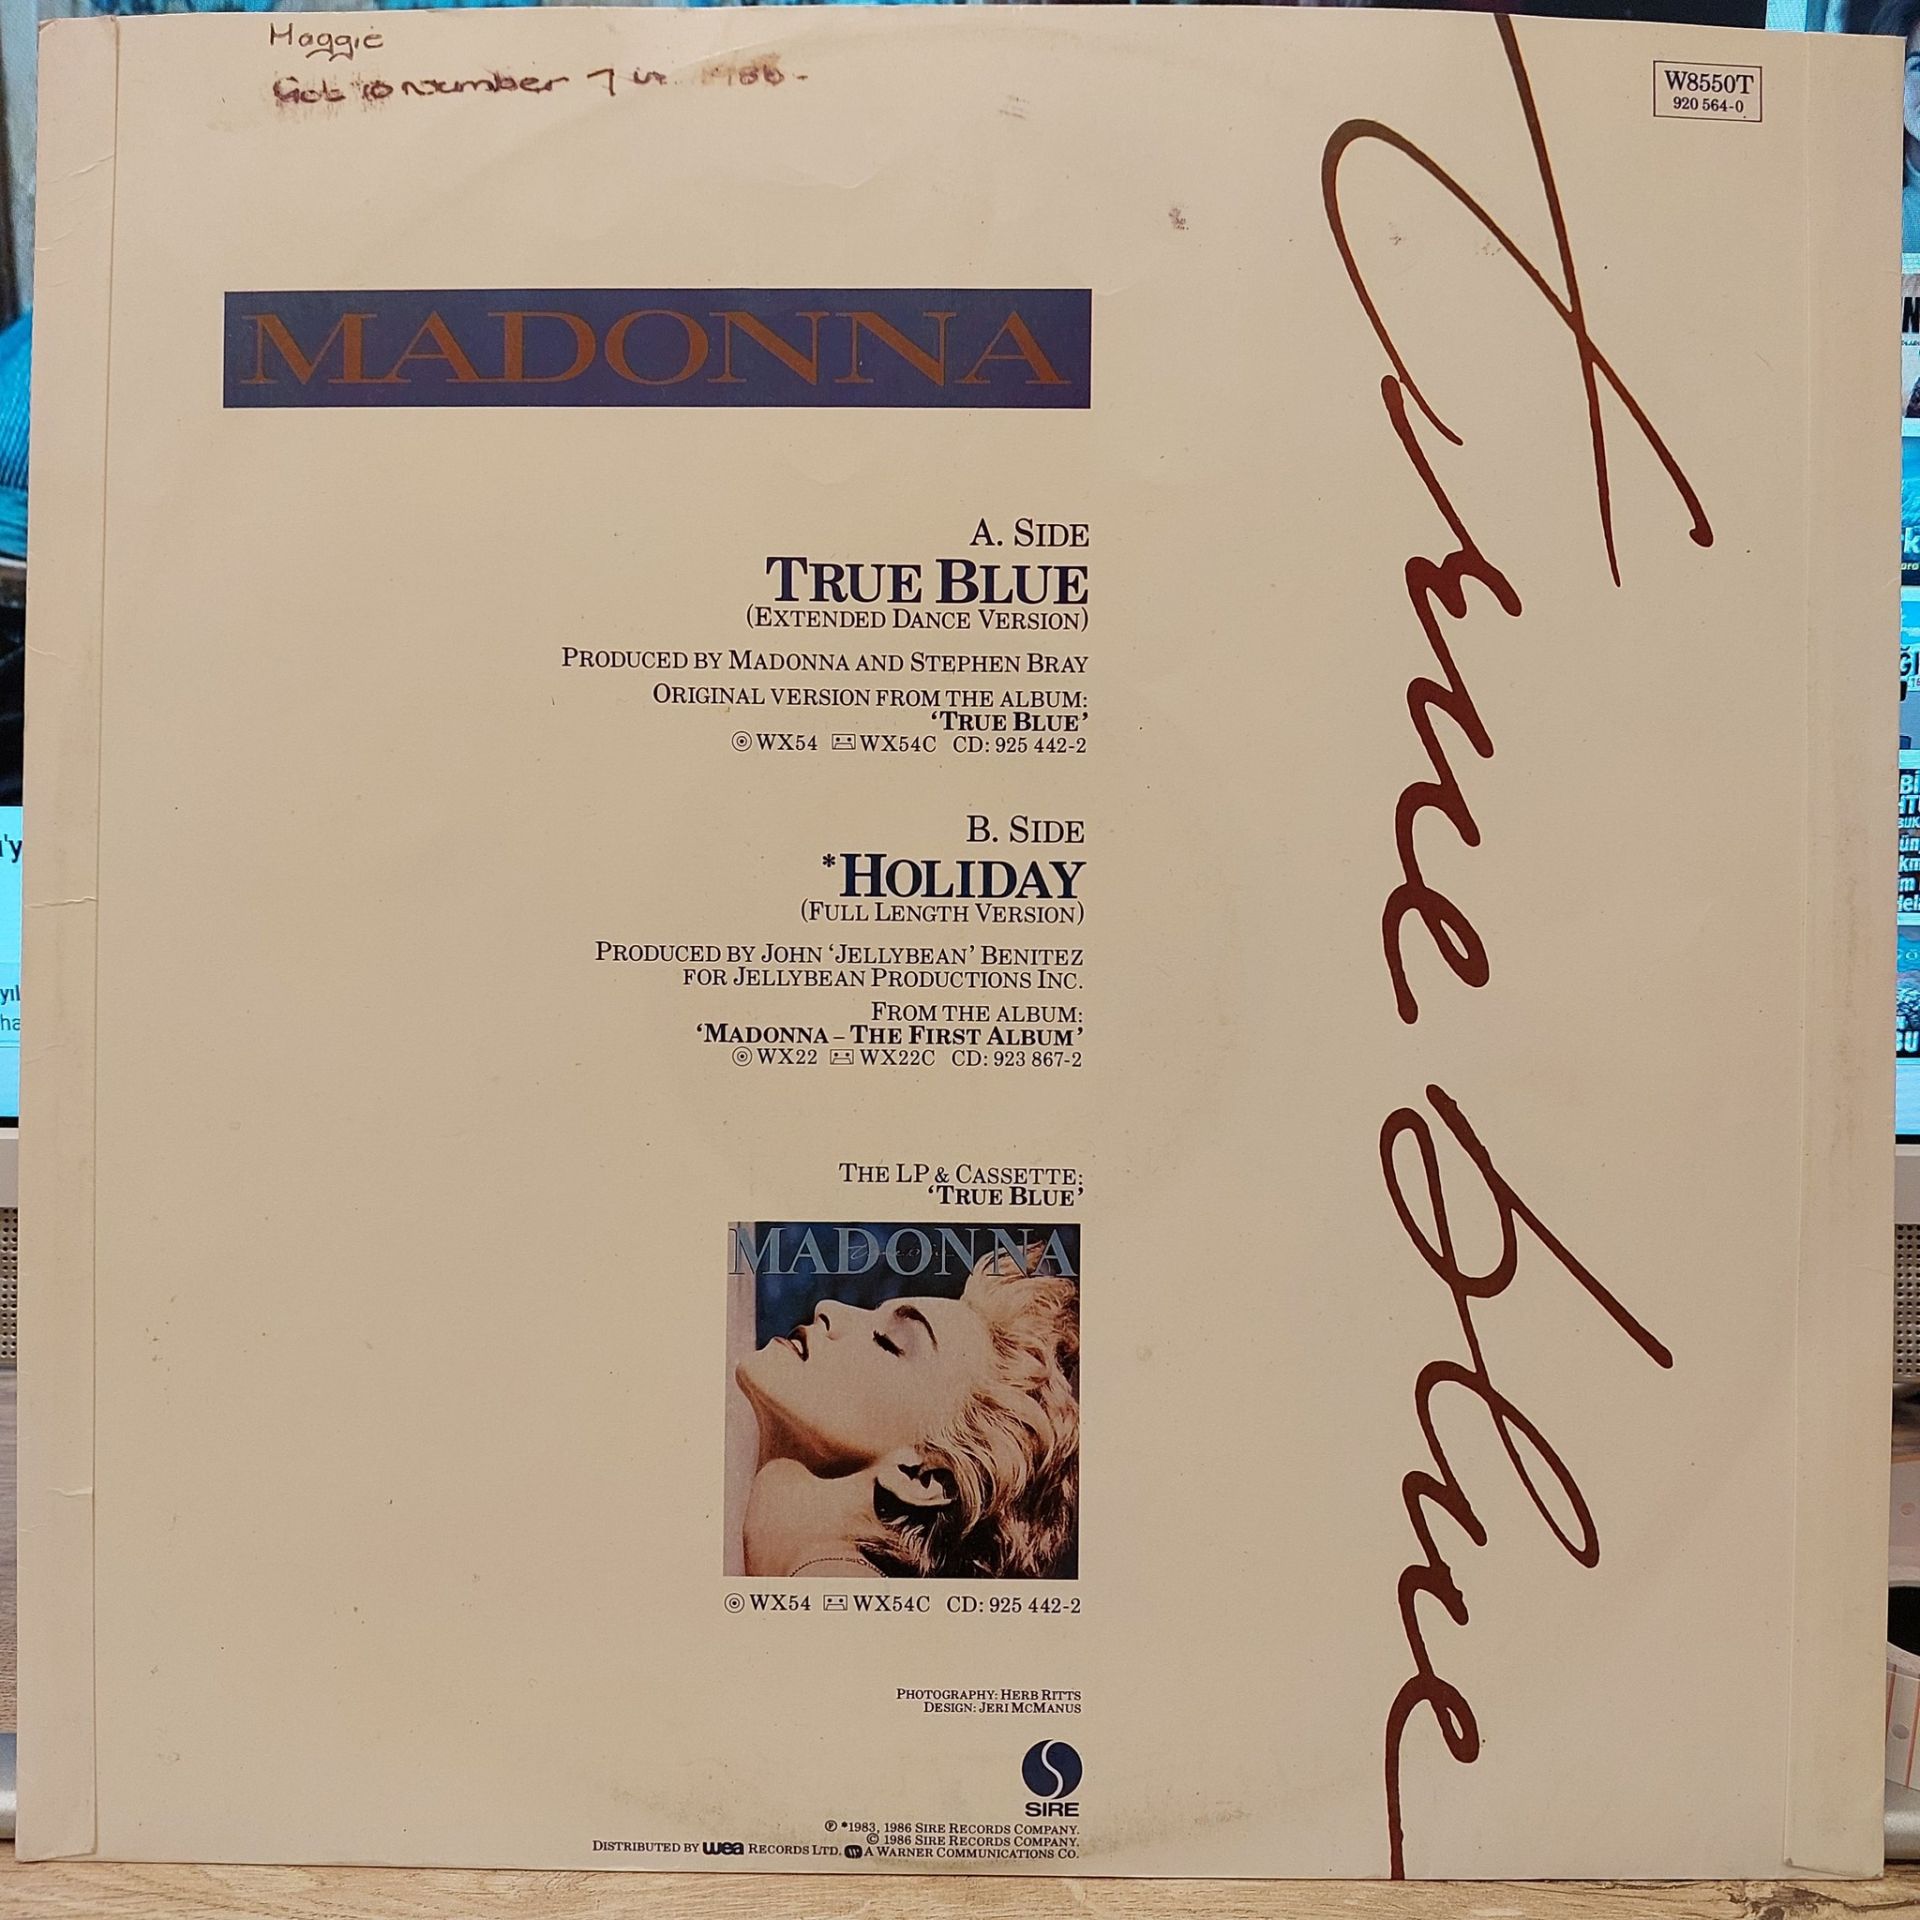 Maggie
Got november 7
W8550T
920 564-0
MADONNA
True Blue
A. SIDE
TRUE BLUE
(EXTENDED DANCE VERSION)
PRODUCED BY MADONNA AND STEPHEN BRAY
ORIGINAL VERSION FROM THE ALBUM:
‘TRUE BLUE’
WX54 WX54C CD: 925 442-2
B. SIDE
*HOLIDAY
(FULL LENGTH VERSION)
PRODUCED BY JOHN ‘JELLYBEAN’ BENITEZ
FOR JELLYBEAN PRODUCTIONS INC.
FROM THE ALBUM:
‘MADONNA – THE FIRST ALBUM’
WX22 WX22C CD: 923 867-2
THE LP & CASSETTE:
‘TRUE BLUE’
MADONNA
WX54 WX54C CD: 925 442-2
PHOTOGRAPHY: HERB RITTS
DESIGN: JERI MCMANUS
SIRE
℗ *1983, 1986 SIRE RECORDS COMPANY.
© 1986 SIRE RECORDS COMPANY.
DISTRIBUTED BY wea RECORDS LTD. A WARNER COMMUNICATIONS CO.